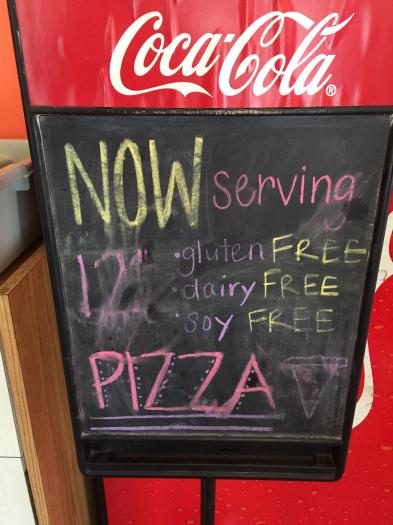 Coca-Cola®
NOW serving
12"
• gluten FREE
• dairy FREE
• soy FREE
PIZZA